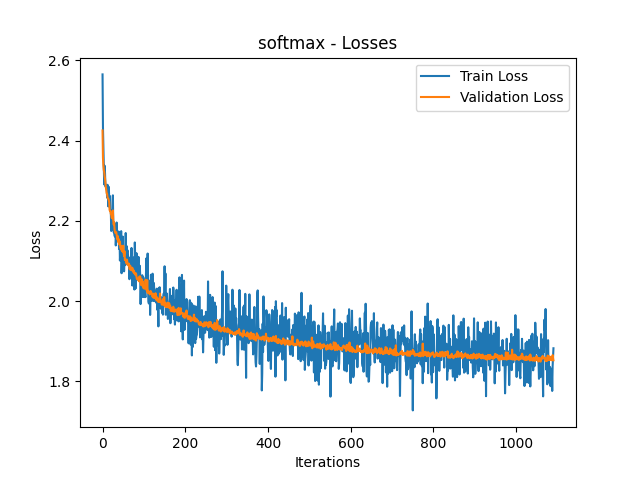 softmax - Losses
Train Loss
Validation Loss
Loss
2.6
2.4
2.2
2.0
1.8
0 200 400 600 800 1000
Iterations